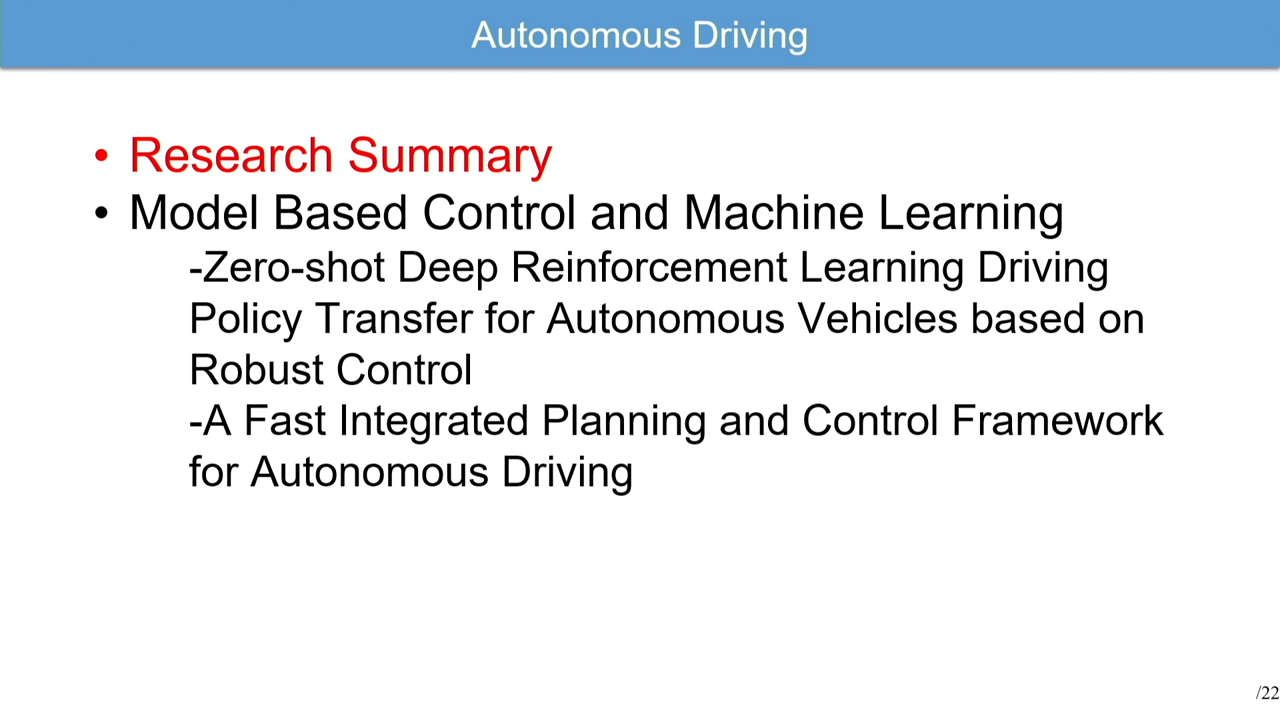 Autonomous Driving
• Research Summary
• Model Based Control and Machine Learning
-Zero-shot Deep Reinforcement Learning Driving
Policy Transfer for Autonomous Vehicles based on
Robust Control
-A Fast Integrated Planning and Control Framework
for Autonomous Driving
/22